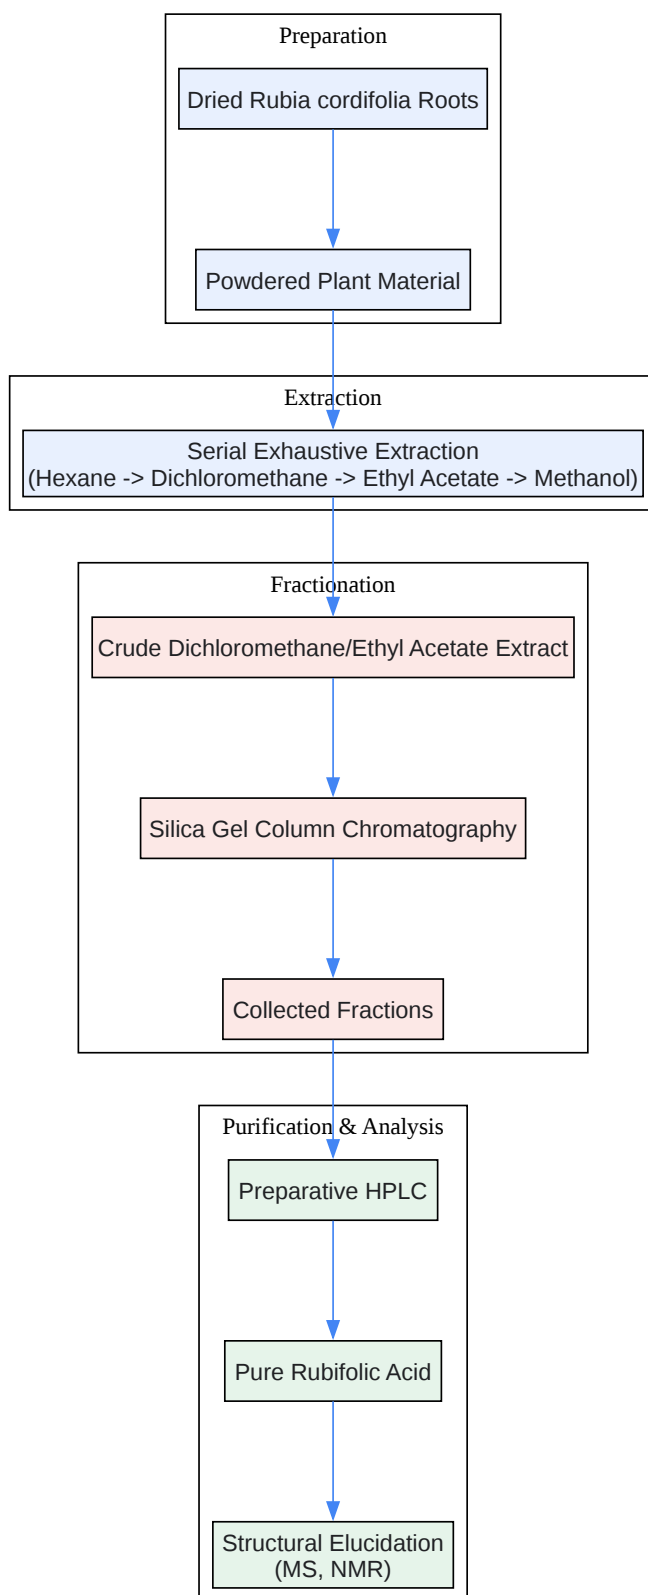 Preparation
Dried Rubia cordifolia Roots
Powdered Plant Material
Extraction
Serial Exhaustive Extraction
(Hexane -> Dichloromethane -> Ethyl Acetate -> Methanol)
Fractionation
Crude Dichloromethane/Ethyl Acetate Extract
Silica Gel Column Chromatography
Collected Fractions
Purification & Analysis
Preparative HPLC
Pure Rubifolic Acid
Structural Elucidation
(MS, NMR)